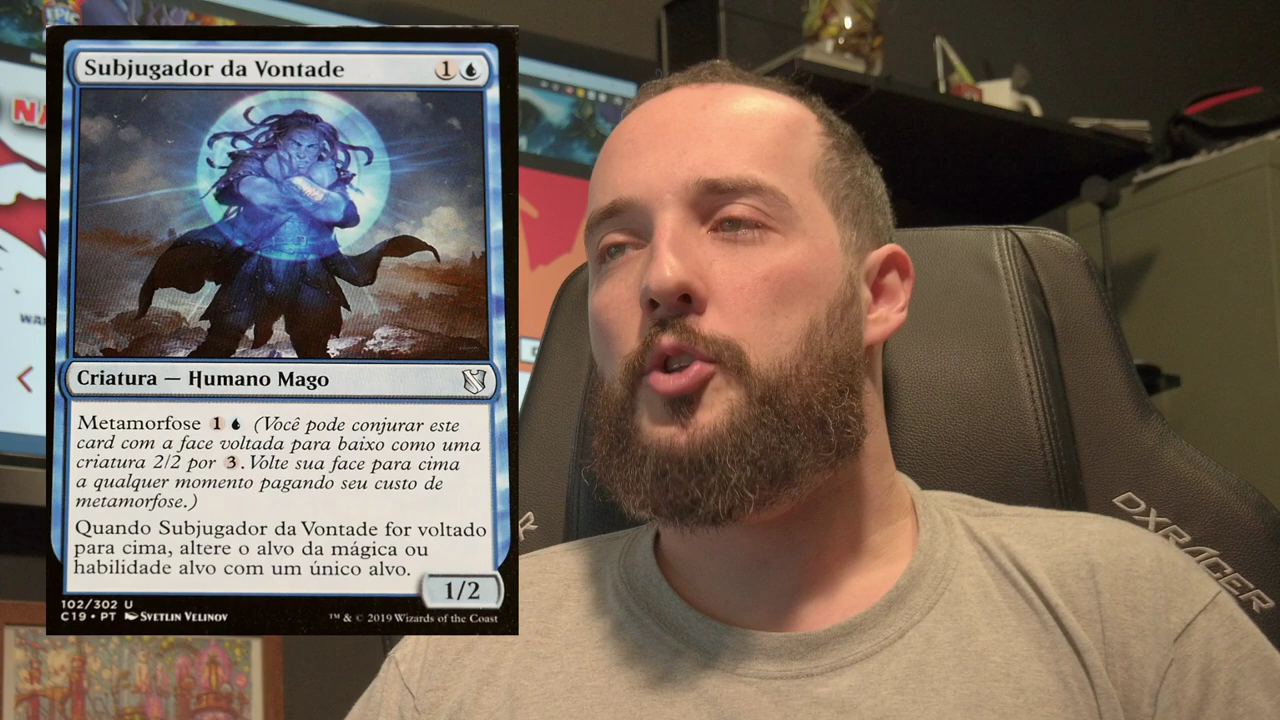 EPIC
NA
WA
Subjugador da Vontade 1
Criatura — Humano Mago
Metamorfose 1 (Você pode conjurar este
card com a face voltada para baixo como uma
criatura 2/2 por 3. Volte sua face para cima
a qualquer momento pagando seu custo de
metamorfose.)
Quando Subjugador da Vontade for voltado
para cima, altere o alvo da mágica ou
habilidade alvo com um único alvo.
1/2
102/302 U
C19 • PT Svetlin Velinov
™ & © 2019 Wizards of the Coast
R
DXRACER